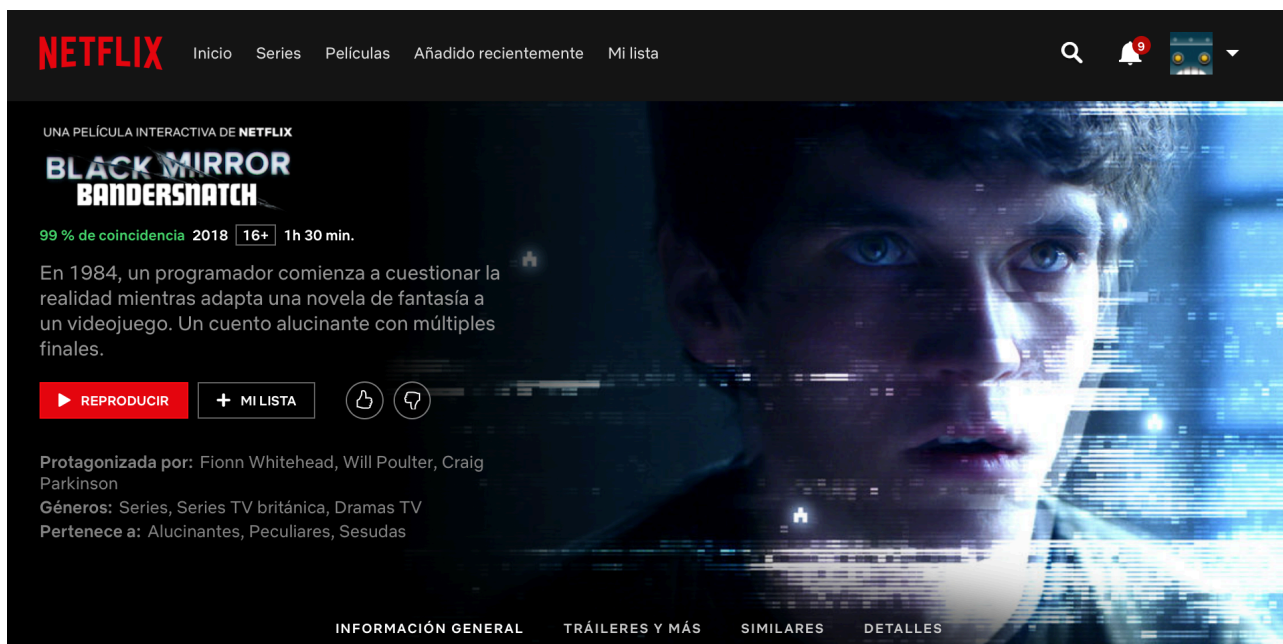 NETFLIX Inicio Series Películas Añadido recientemente Mi lista 9
UNA PELÍCULA INTERACTIVA DE NETFLIX
BLACK MIRROR
BANDERSNATCH
99 % de coincidencia 2018 16+ 1h 30 min.
En 1984, un programador comienza a cuestionar la
realidad mientras adapta una novela de fantasía a
un videojuego. Un cuento alucinante con múltiples
finales.
REPRODUCIR MI LISTA
Protagonizada por: Fionn Whitehead, Will Poulter, Craig
Parkinson
Géneros: Series, Series TV británica, Dramas TV
Pertenece a: Alucinantes, Peculiares, Sesudas
INFORMACIÓN GENERAL TRÁILERES Y MÁS SIMILARES DETALLES